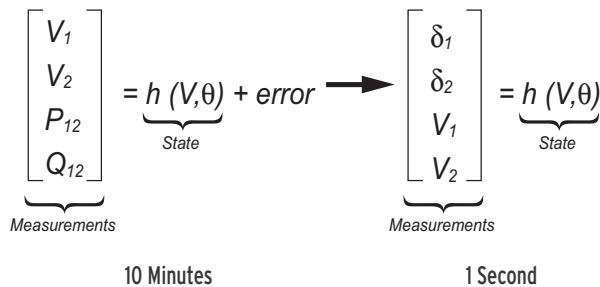 V₁
V₂
P₁₂
Q₁₂
= h (V,θ) + error
State
Measurements
10 Minutes
δ₁
δ₂
V₁
V₂
= h (V,θ)
State
Measurements
1 Second